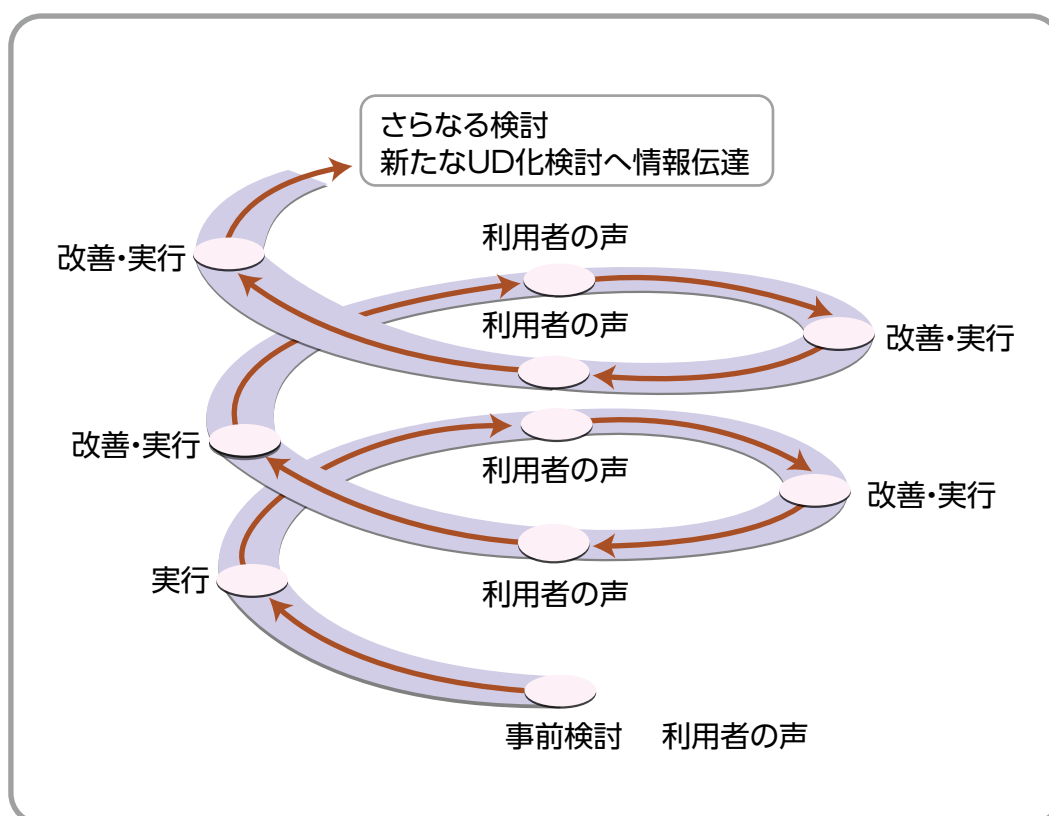 さらなる検討
新たなUD化検討へ情報伝達
利用者の声
改善・実行
利用者の声
改善・実行
改善・実行
利用者の声
改善・実行
実行
利用者の声
事前検討　利用者の声